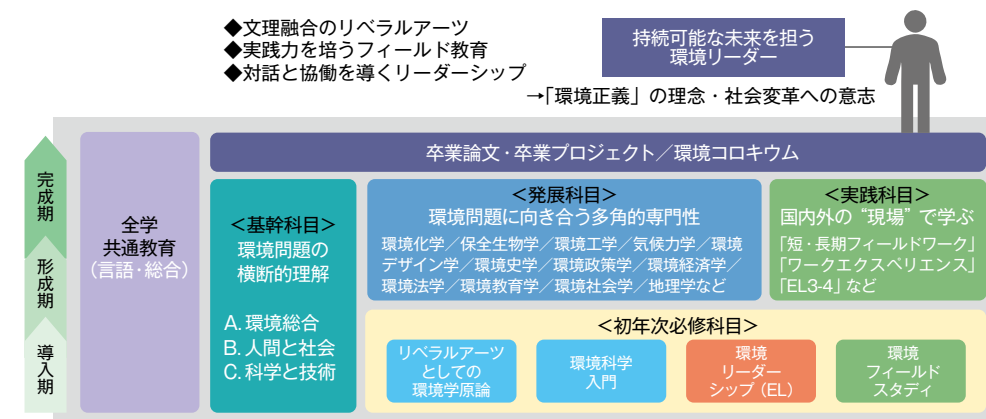 ◆文理融合のリベラルアーツ
◆実践力を培うフィールド教育
◆対話と協働を導くリーダーシップ
持続可能な未来を担う
環境リーダー
→「環境正義」の理念・社会変革への意志
完成期
形成期
導入期
全学
共通教育
（言語・総合）
卒業論文・卒業プロジェクト／環境コロキウム
＜基幹科目＞
環境問題の
横断的理解
A. 環境総合
B. 人間と社会
C. 科学と技術
＜発展科目＞
環境問題に向き合う多角的専門性
環境化学／保全生物学／環境工学／気候力学／環境
デザイン学／環境史学／環境政策学／環境経済学／
環境法学／環境教育学／環境社会学／地理学など
＜実践科目＞
国内外の“現場”で学ぶ
「短・長期フィールドワーク」
「ワークエクスペリエンス」
「EL3-4」など
＜初年次必修科目＞
リベラルアーツ
としての
環境学原論
環境科学
入門
環境
リーダー
シップ（EL）
環境
フィールド
スタディ